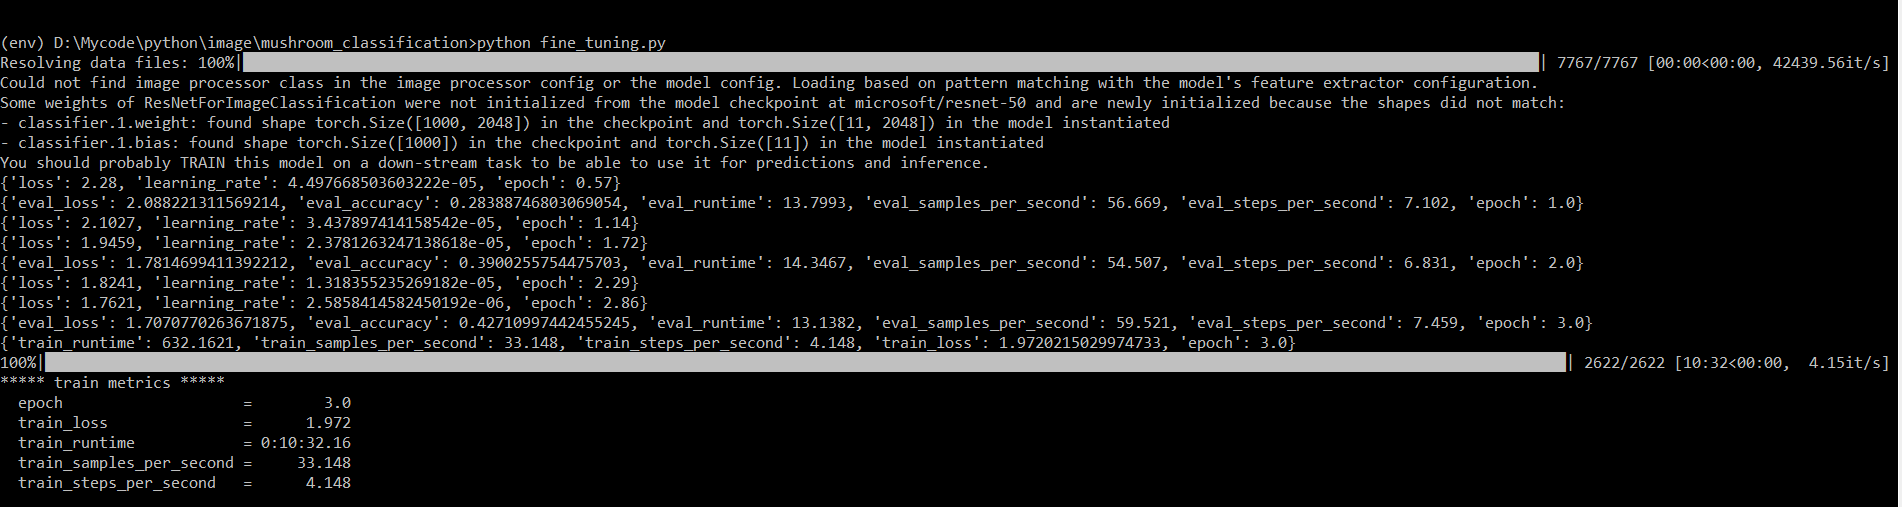 (env) D:\Mycode\python\image\mushroom_classification>python fine_tuning.py
Resolving data files: 100%| | 7767/7767 [00:00<00:00, 42439.56it/s]
Could not find image processor class in the image processor config or the model config. Loading based on pattern matching with the model's feature extractor configuration.
Some weights of ResNetForImageClassification were not initialized from the model checkpoint at microsoft/resnet-50 and are newly initialized because the shapes did not match:
- classifier.1.weight: found shape torch.Size([1000, 2048]) in the checkpoint and torch.Size([11, 2048]) in the model instantiated
- classifier.1.bias: found shape torch.Size([1000]) in the checkpoint and torch.Size([11]) in the model instantiated
You should probably TRAIN this model on a down-stream task to be able to use it for predictions and inference.
{'loss': 2.28, 'learning_rate': 4.497668503603222e-05, 'epoch': 0.57}
{'eval_loss': 2.088221311569214, 'eval_accuracy': 0.28388746803069054, 'eval_runtime': 13.7993, 'eval_samples_per_second': 56.669, 'eval_steps_per_second': 7.102, 'epoch': 1.0}
{'loss': 2.1027, 'learning_rate': 3.437897414158542e-05, 'epoch': 1.14}
{'loss': 1.9459, 'learning_rate': 2.3781263247138618e-05, 'epoch': 1.72}
{'eval_loss': 1.7814699411392212, 'eval_accuracy': 0.3900255754475703, 'eval_runtime': 14.3467, 'eval_samples_per_second': 54.507, 'eval_steps_per_second': 6.831, 'epoch': 2.0}
{'loss': 1.8241, 'learning_rate': 1.318355235269182e-05, 'epoch': 2.29}
{'loss': 1.7621, 'learning_rate': 2.5858414582450192e-06, 'epoch': 2.86}
{'eval_loss': 1.7070770263671875, 'eval_accuracy': 0.42710997442455245, 'eval_runtime': 13.1382, 'eval_samples_per_second': 59.521, 'eval_steps_per_second': 7.459, 'epoch': 3.0}
{'train_runtime': 632.1621, 'train_samples_per_second': 33.148, 'train_steps_per_second': 4.148, 'train_loss': 1.9720215029974733, 'epoch': 3.0}
100%| | 2622/2622 [10:32<00:00,  4.15it/s]
***** train metrics *****
  epoch                    =        3.0
  train_loss               =      1.972
  train_runtime            = 0:10:32.16
  train_samples_per_second =     33.148
  train_steps_per_second   =      4.148